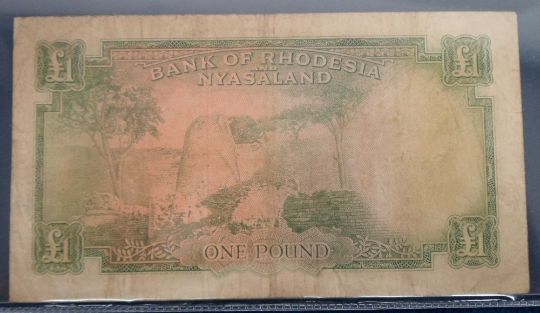 £1 £1
BANK OF RHODESIA
AND
NYASALAND
ONE POUND
£1 £1